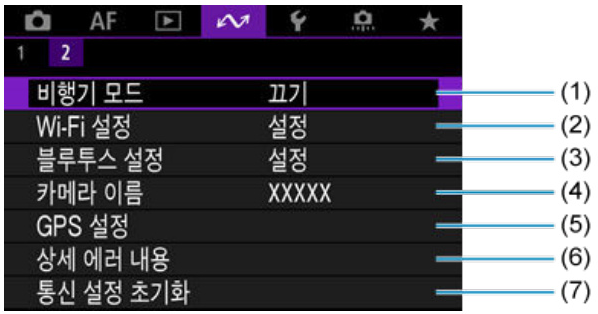 AF
1 2
비행기 모드 끄기 (1)
Wi-Fi 설정 설정 (2)
블루투스 설정 설정 (3)
카메라 이름 XXXXX (4)
GPS 설정 (5)
상세 에러 내용 (6)
통신 설정 초기화 (7)